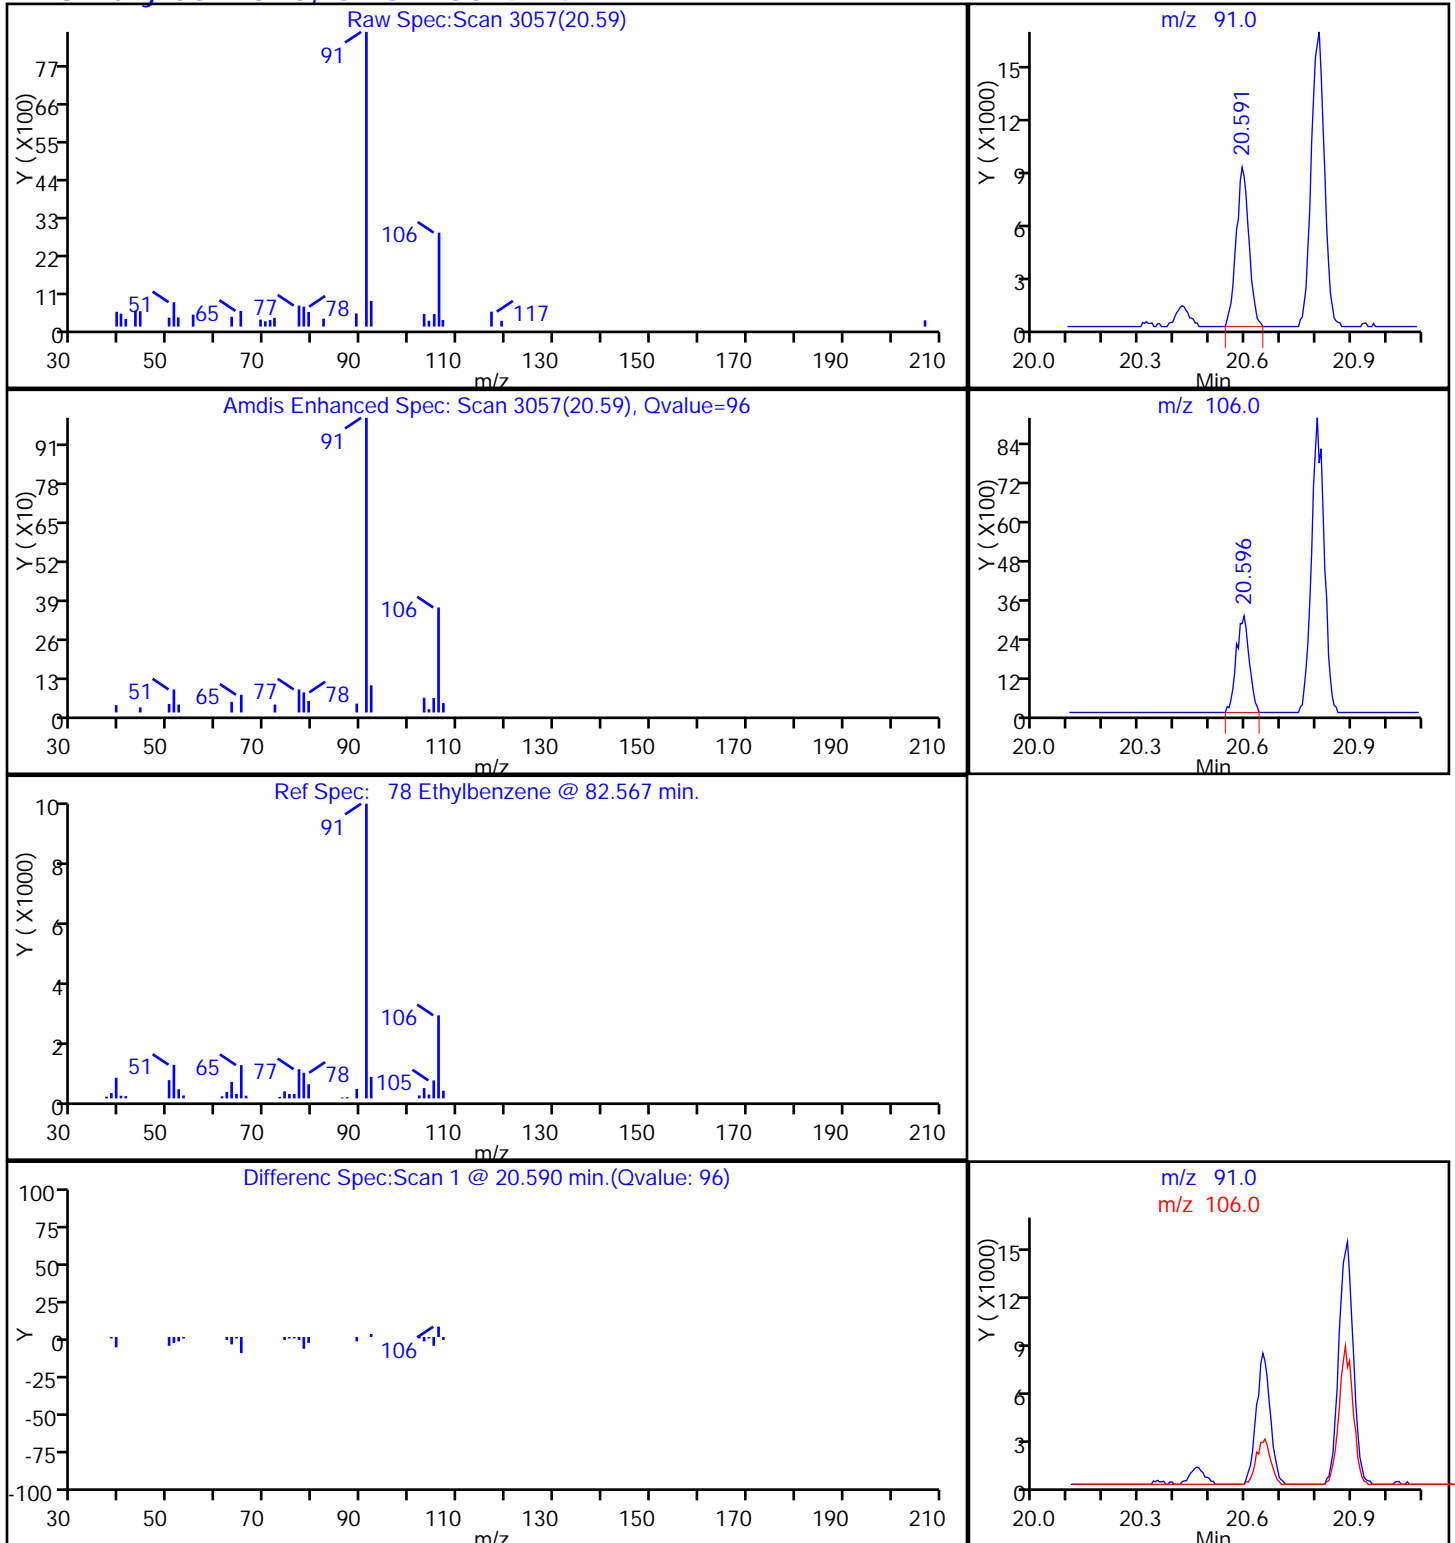 Raw Spec:Scan 3057(20.59)
Y ( X100)
77
66
55
44
33
22
11
0
91
106
51
65
77
78
117
30 50 70 90 110 130 150 170 190 210
m/z
m/z 91.0
Y ( X1000)
15
12
9
6
3
0
20.591
20.0 20.3 20.6 20.9
Min
Amdis Enhanced Spec: Scan 3057(20.59), Qvalue=96
Y ( X10)
91
78
65
52
39
26
13
0
91
106
51
65
77
78
30 50 70 90 110 130 150 170 190 210
m/z
m/z 106.0
Y ( X100)
84
72
60
48
36
24
12
0
20.596
20.0 20.3 20.6 20.9
Min
Ref Spec: 78 Ethylbenzene @ 82.567 min.
Y ( X1000)
10
8
6
4
2
0
91
106
51
65
77
78
105
30 50 70 90 110 130 150 170 190 210
m/z
Differenc Spec:Scan 1 @ 20.590 min.(Qvalue: 96)
Y
100
75
50
25
0
-25
-50
-75
-100
106
30 50 70 90 110 130 150 170 190 210
m/z
m/z 91.0
m/z 106.0
Y ( X1000)
15
12
9
6
3
0
20.0 20.3 20.6 20.9
Min